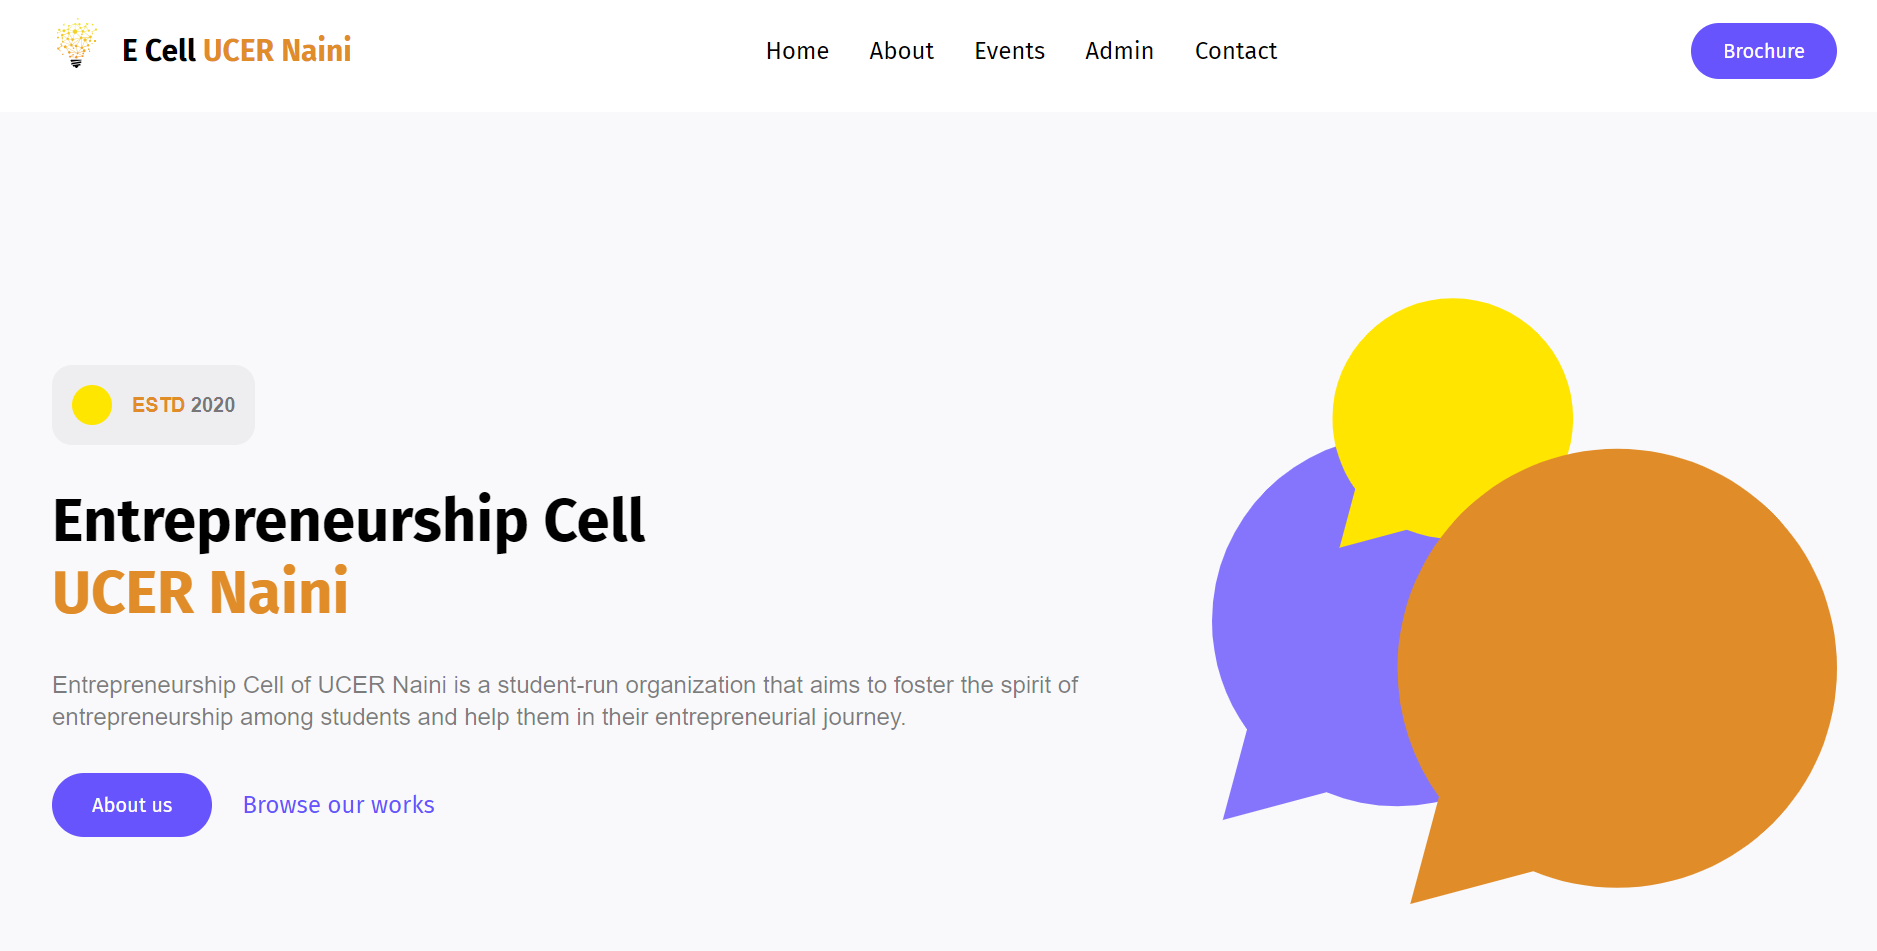 E Cell UCER Naini
Home About Events Admin Contact
Brochure
ESTD 2020
Entrepreneurship Cell
UCER Naini
Entrepreneurship Cell of UCER Naini is a student-run organization that aims to foster the spirit of
entrepreneurship among students and help them in their entrepreneurial journey.
About us
Browse our works